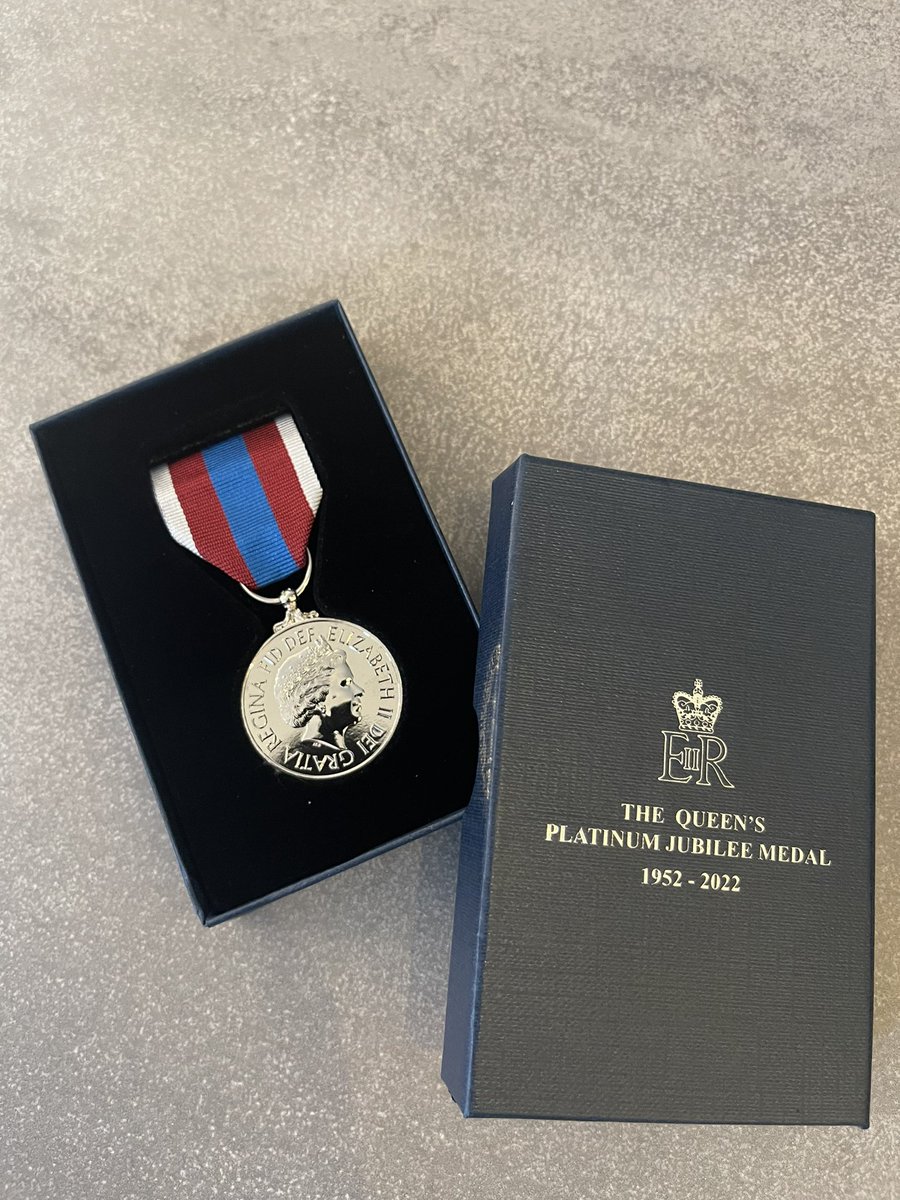 ELIZABETH II DEI GRATIA REGINA FID DEF
EIIR
THE QUEEN'S
PLATINUM JUBILEE MEDAL
1952 - 2022